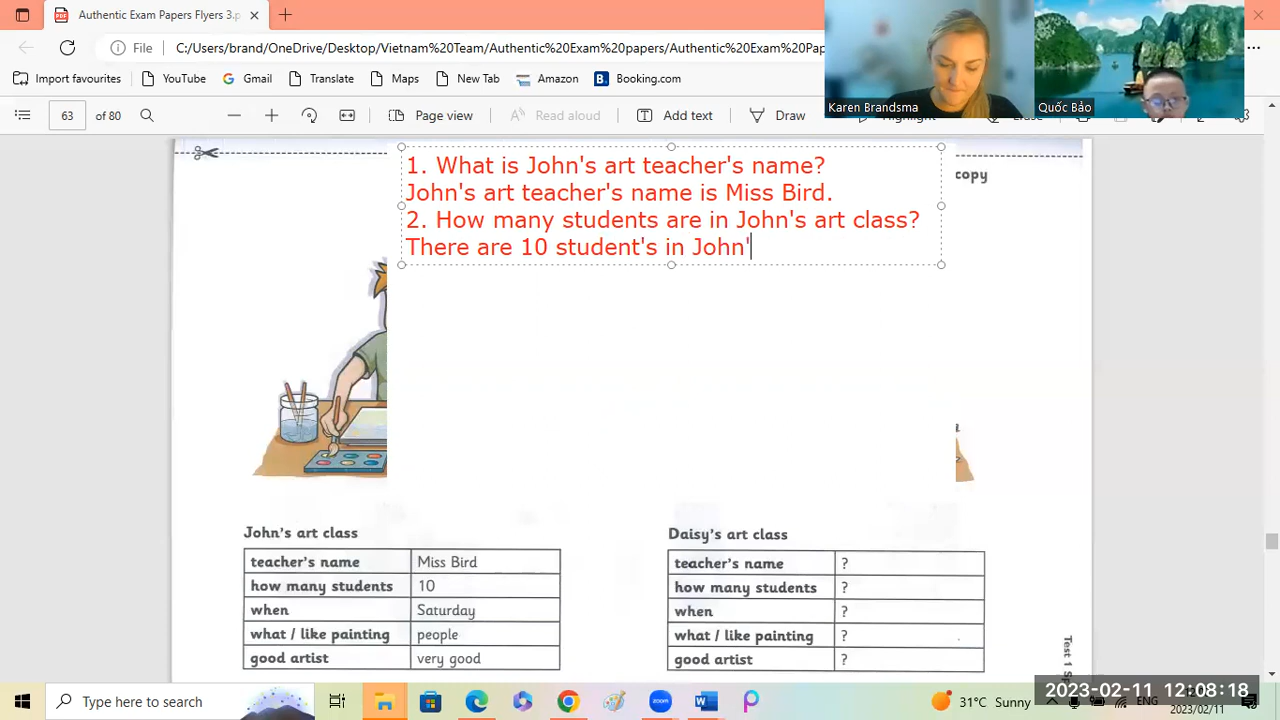 Authentic Exam Papers Flyers 3.p
File
C:/Users/brand/OneDrive/Desktop/Vietnam%20Team/Authentic%20Exam%20papers/Authentic%20Exam%20Pap
Import favourites
YouTube
Gmail
Tracks
Maps
New Tab
Amazon
B.
Booking.com
63
of 80
Page view
Read aloud
Add text
Draw
Karen Brandsma
Quốc Bảo
copy
1. What is John's art teacher's name?
John's art teacher's name is Miss Bird.
2. How many students are in John's art class?
There are 10 student's in John'
John's art class
teacher's name Miss Bird
how many students 10
when Saturday
what / like painting people
good artist very good
Daisy's art class
teacher's name ?
how many students ?
when ?
what / like painting ?
good artist ?
Test 1 Sp
Type here to search
31°C Sunny
ENG
2023-02-11 12:08:18
2023/02/11